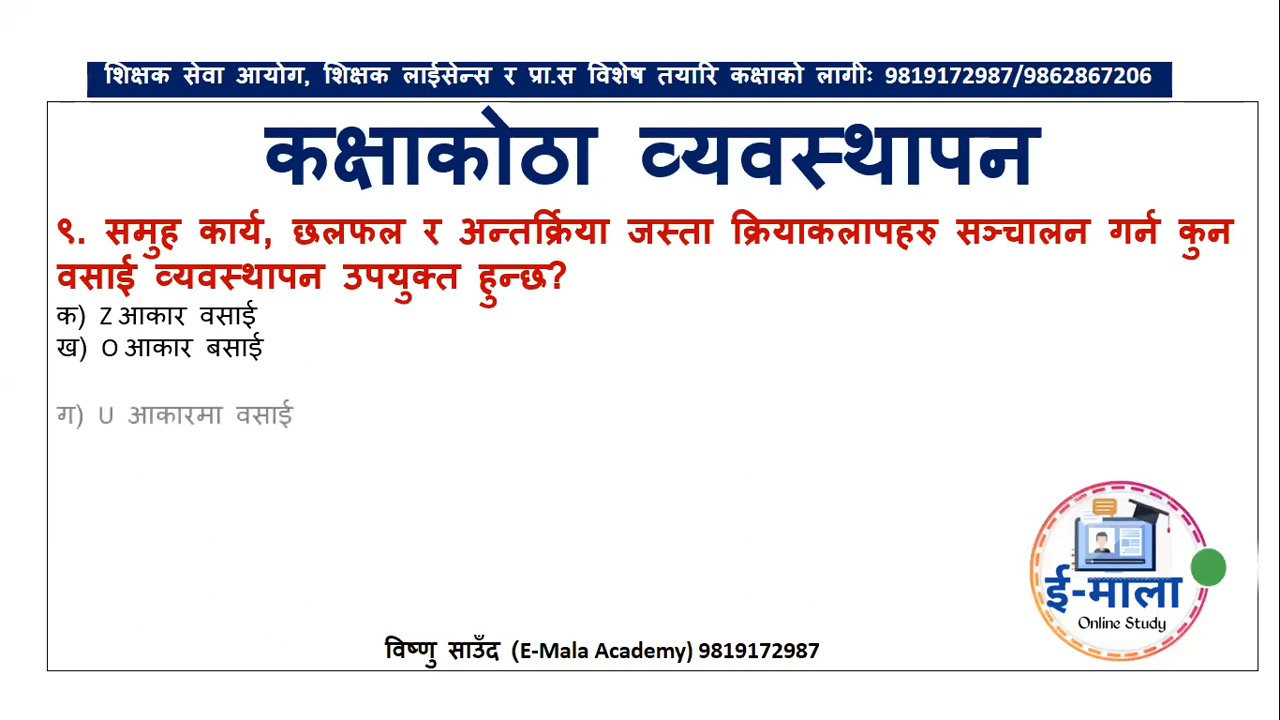 शिक्षक सेवा आयोग, शिक्षक लाईसेन्स र प्रा.स विशेष तयारि कक्षाको लागीः 9819172987/9862867206
कक्षाकोठा व्यवस्थापन
९. समुह कार्य, छलफल र अन्तर्क्रिया जस्ता क्रियाकलापहरु सञ्चालन गर्न कुन
वसाई व्यवस्थापन उपयुक्त हुन्छ?
क) Z आकार वसाई
ख) O आकार बसाई
ग) U आकारमा वसाई
ई-माला
Online Study
विष्णु साउँद (E-Mala Academy) 9819172987